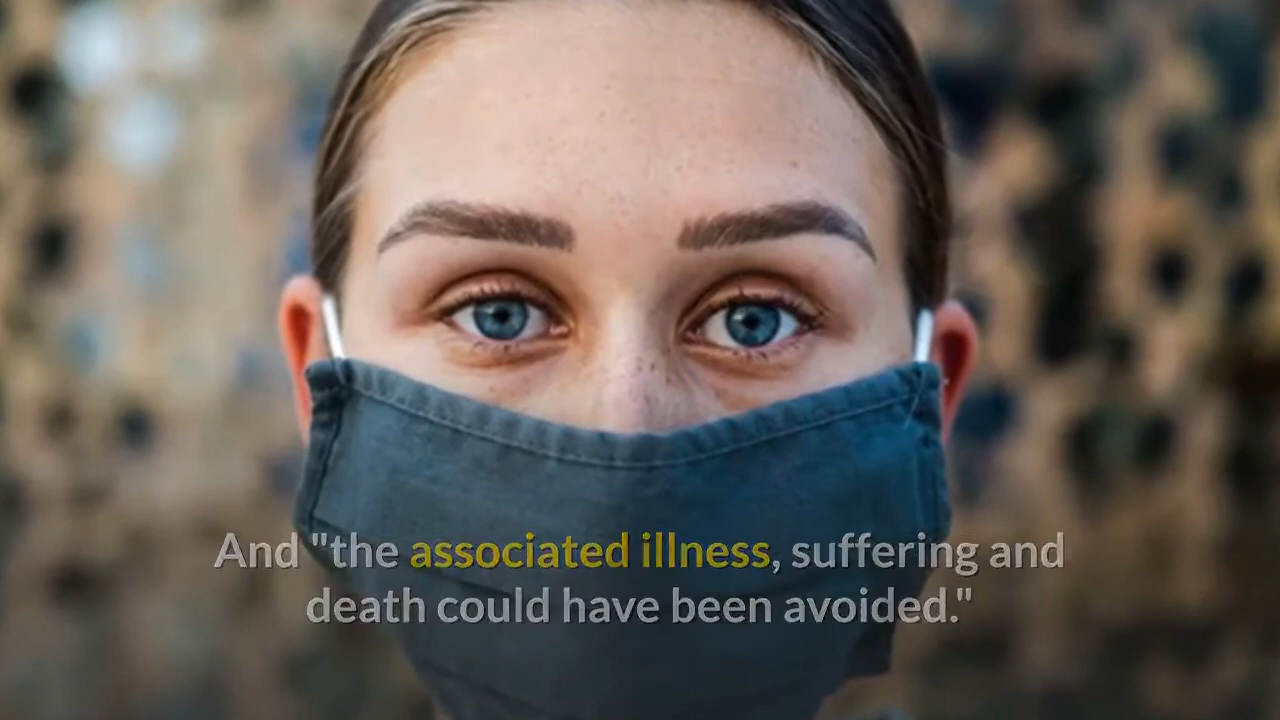 And "the associated illness, suffering and
death could have been avoided."